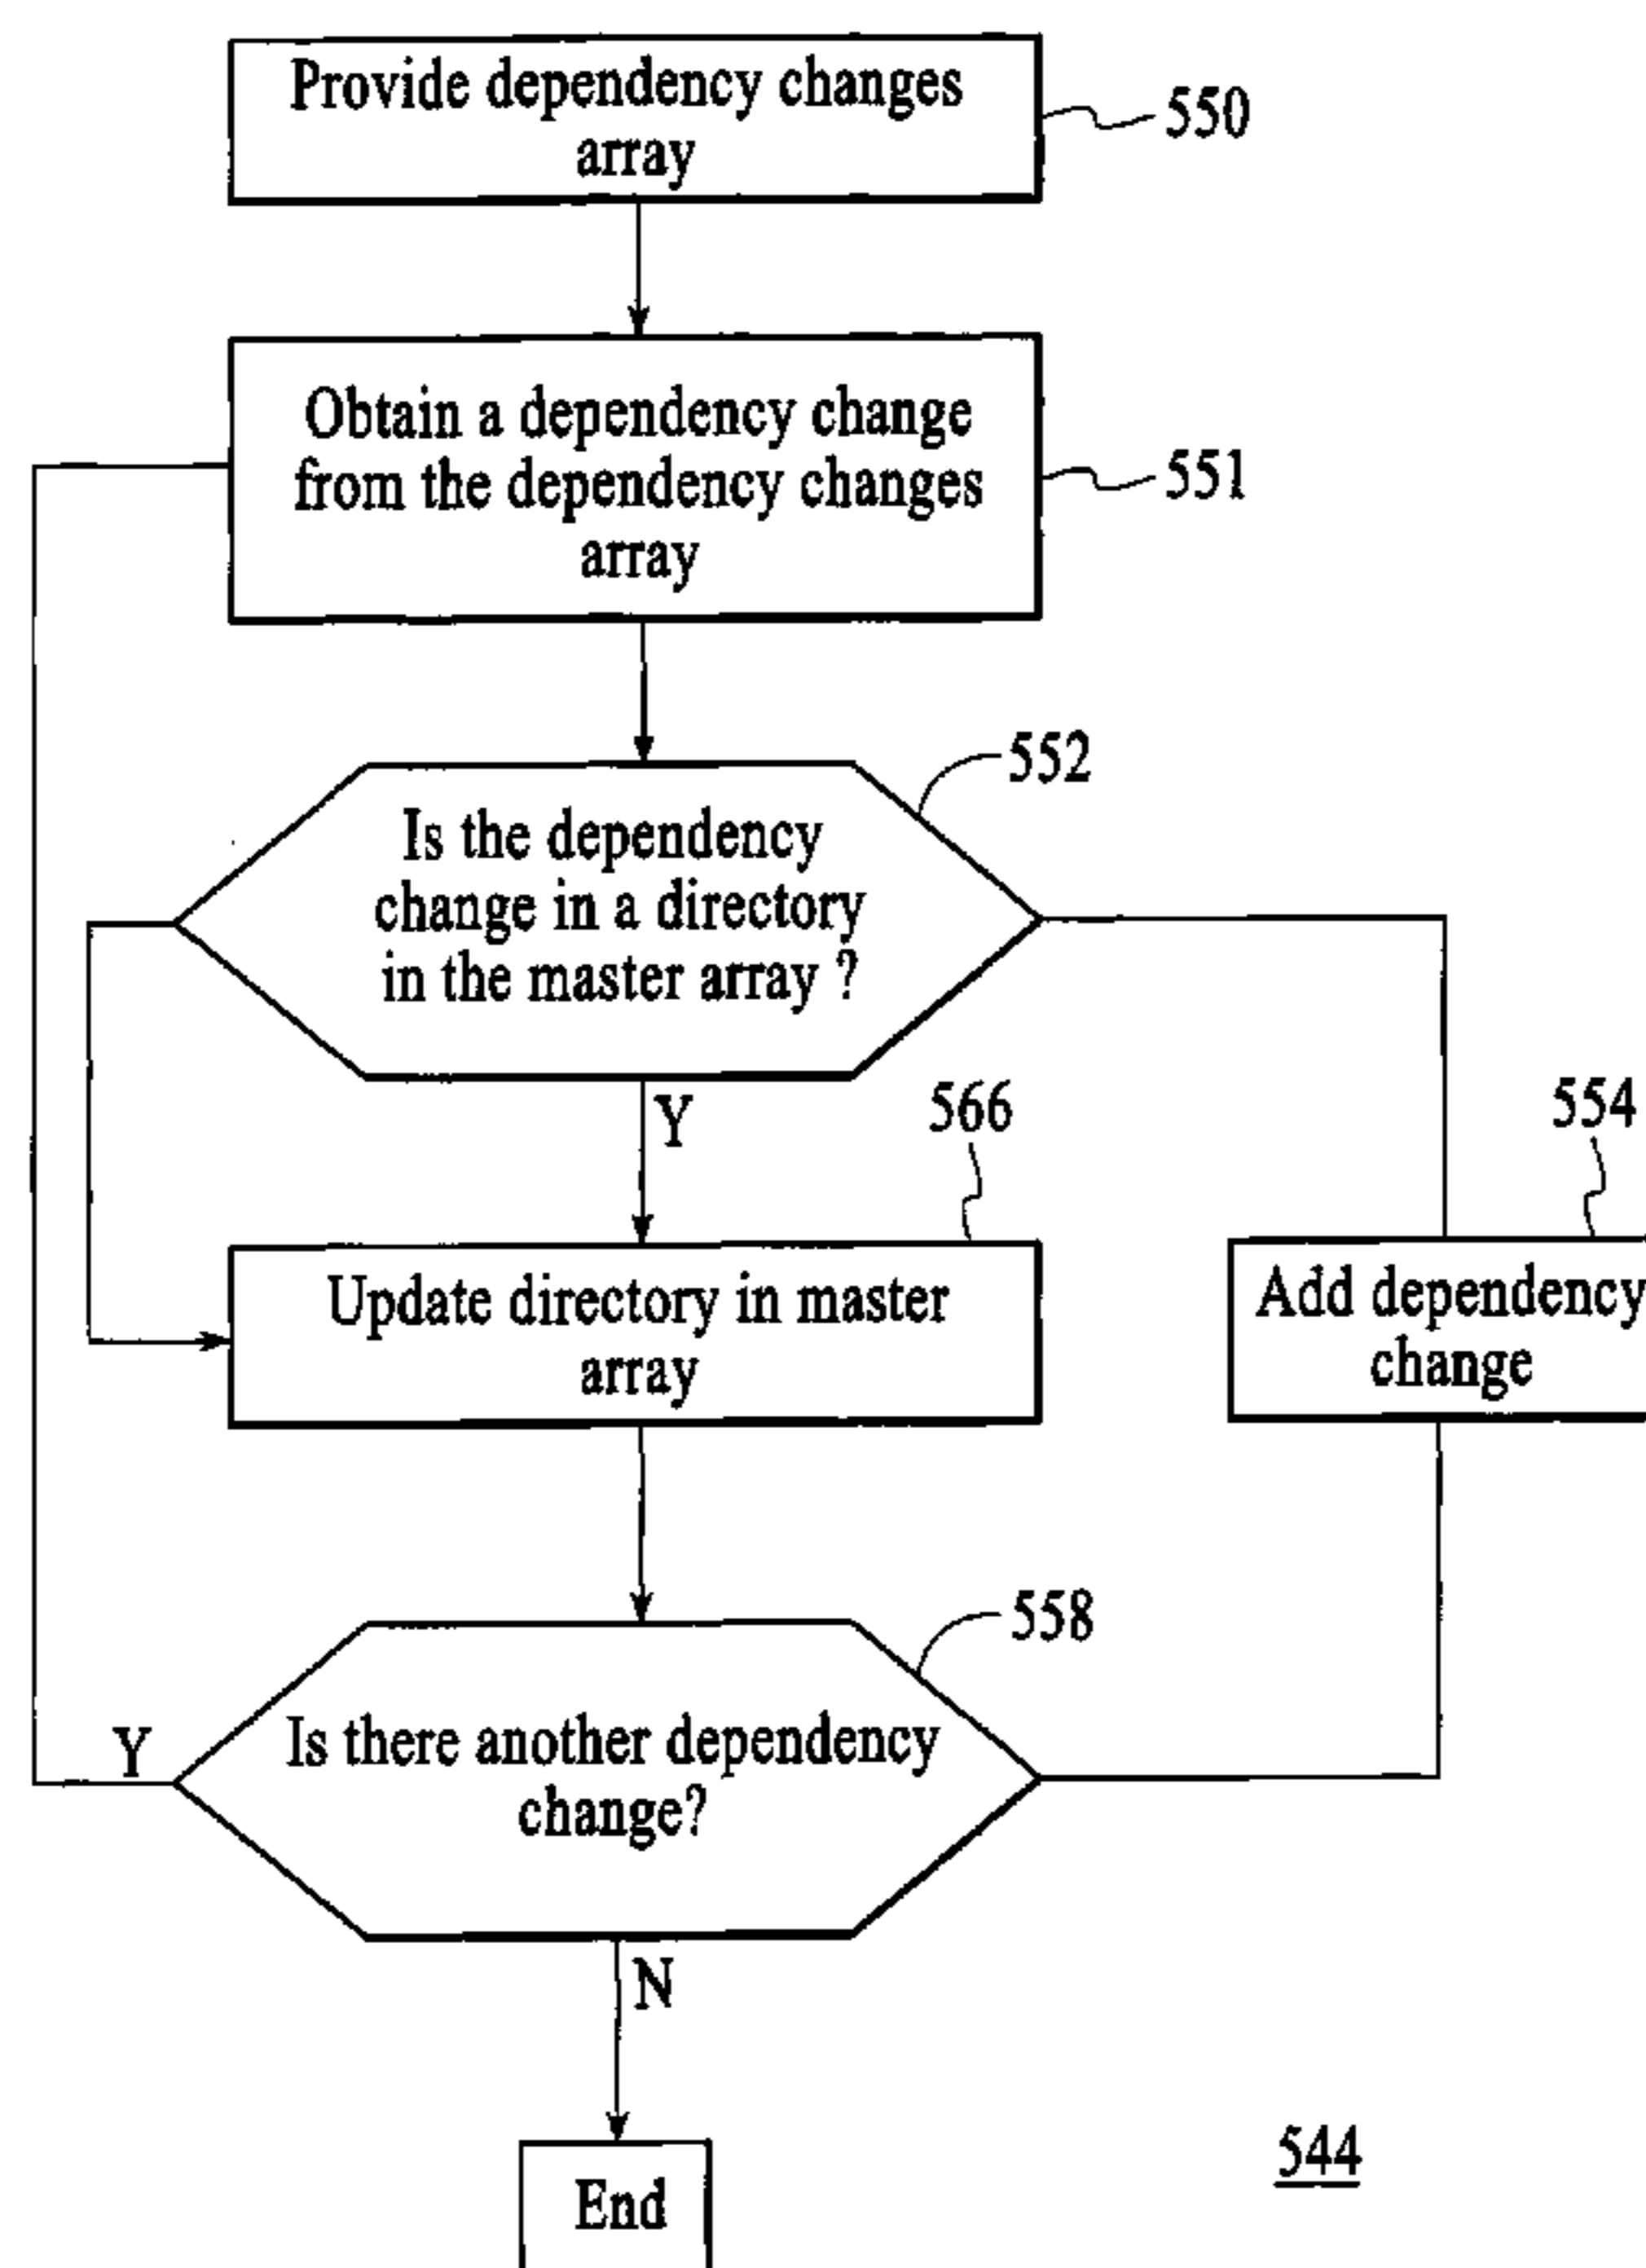 Provide dependency changes
array
550
Obtain a dependency change
from the dependency changes
array
551
552
Is the dependency
change in a directory
in the master array ?
Y
566
554
Update directory in master
array
Add dependency
change
558
Is there another dependency
change?
Y
N
End
544